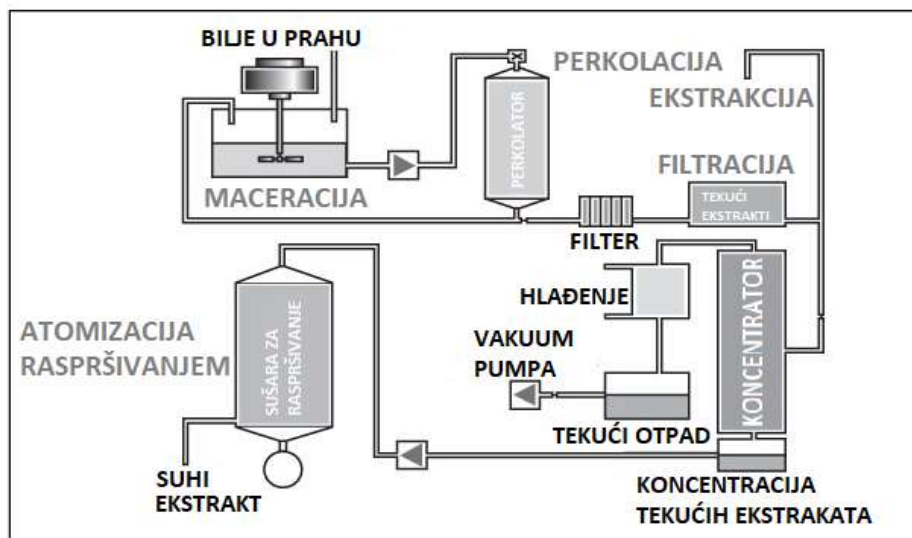 BILJE U PRAHU
PERKOLACIJA
EKSTRAKCIJA
PERKOLATOR
MACERACIJA
FILTRACIJA
TEKUĆI
EKSTRAKTI
FILTER
HLAĐENJE
KONCENTRATOR
ATOMIZACIJA
RASPRŠIVANJEM
SUŠARA ZA
RASPRŠIVANJE
VAKUUM
PUMPA
TEKUĆI OTPAD
SUHI
EKSTRAKT
KONCENTRACIJA
TEKUĆIH EKSTRAKATA